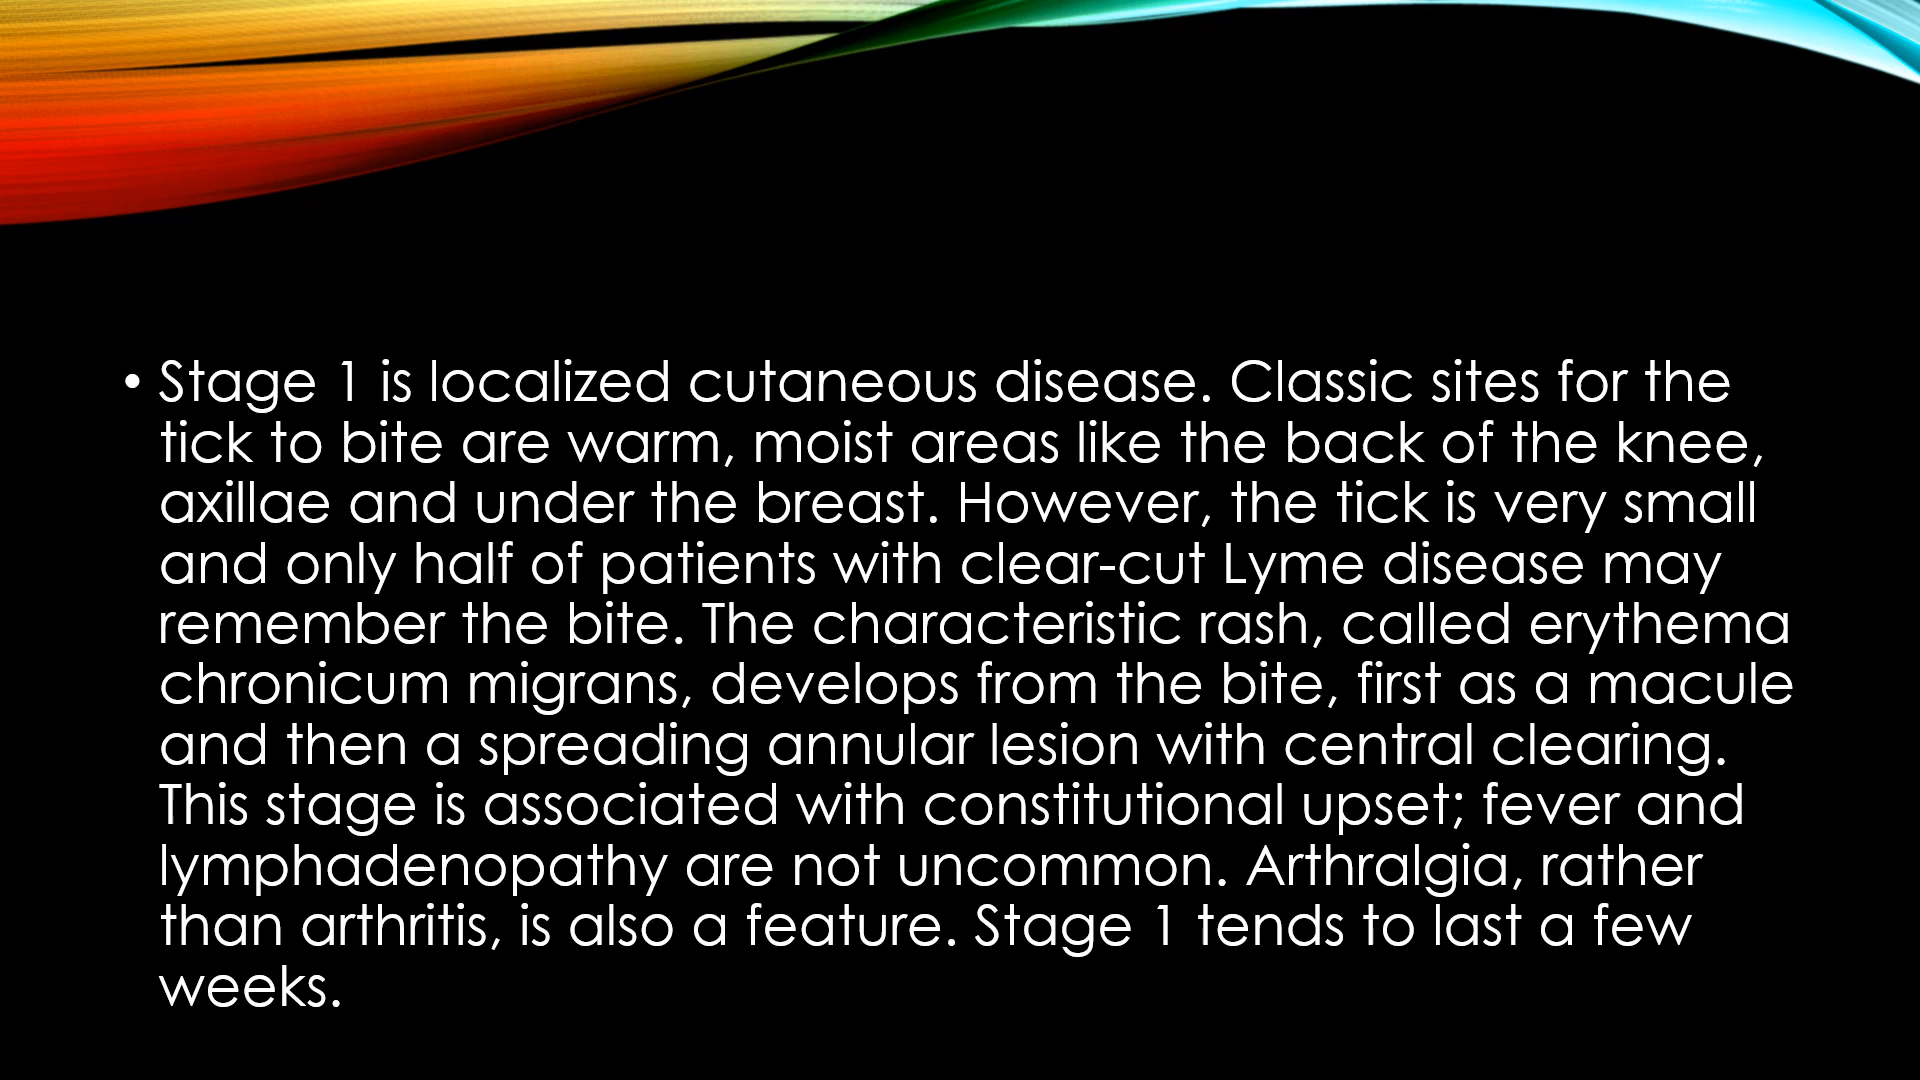 • Stage 1 is localized cutaneous disease. Classic sites for the
tick to bite are warm, moist areas like the back of the knee,
axillae and under the breast. However, the tick is very small
and only half of patients with clear-cut Lyme disease may
remember the bite. The characteristic rash, called erythema
chronicum migrans, develops from the bite, first as a macule
and then a spreading annular lesion with central clearing.
This stage is associated with constitutional upset; fever and
lymphadenopathy are not uncommon. Arthralgia, rather
than arthritis, is also a feature. Stage 1 tends to last a few
weeks.